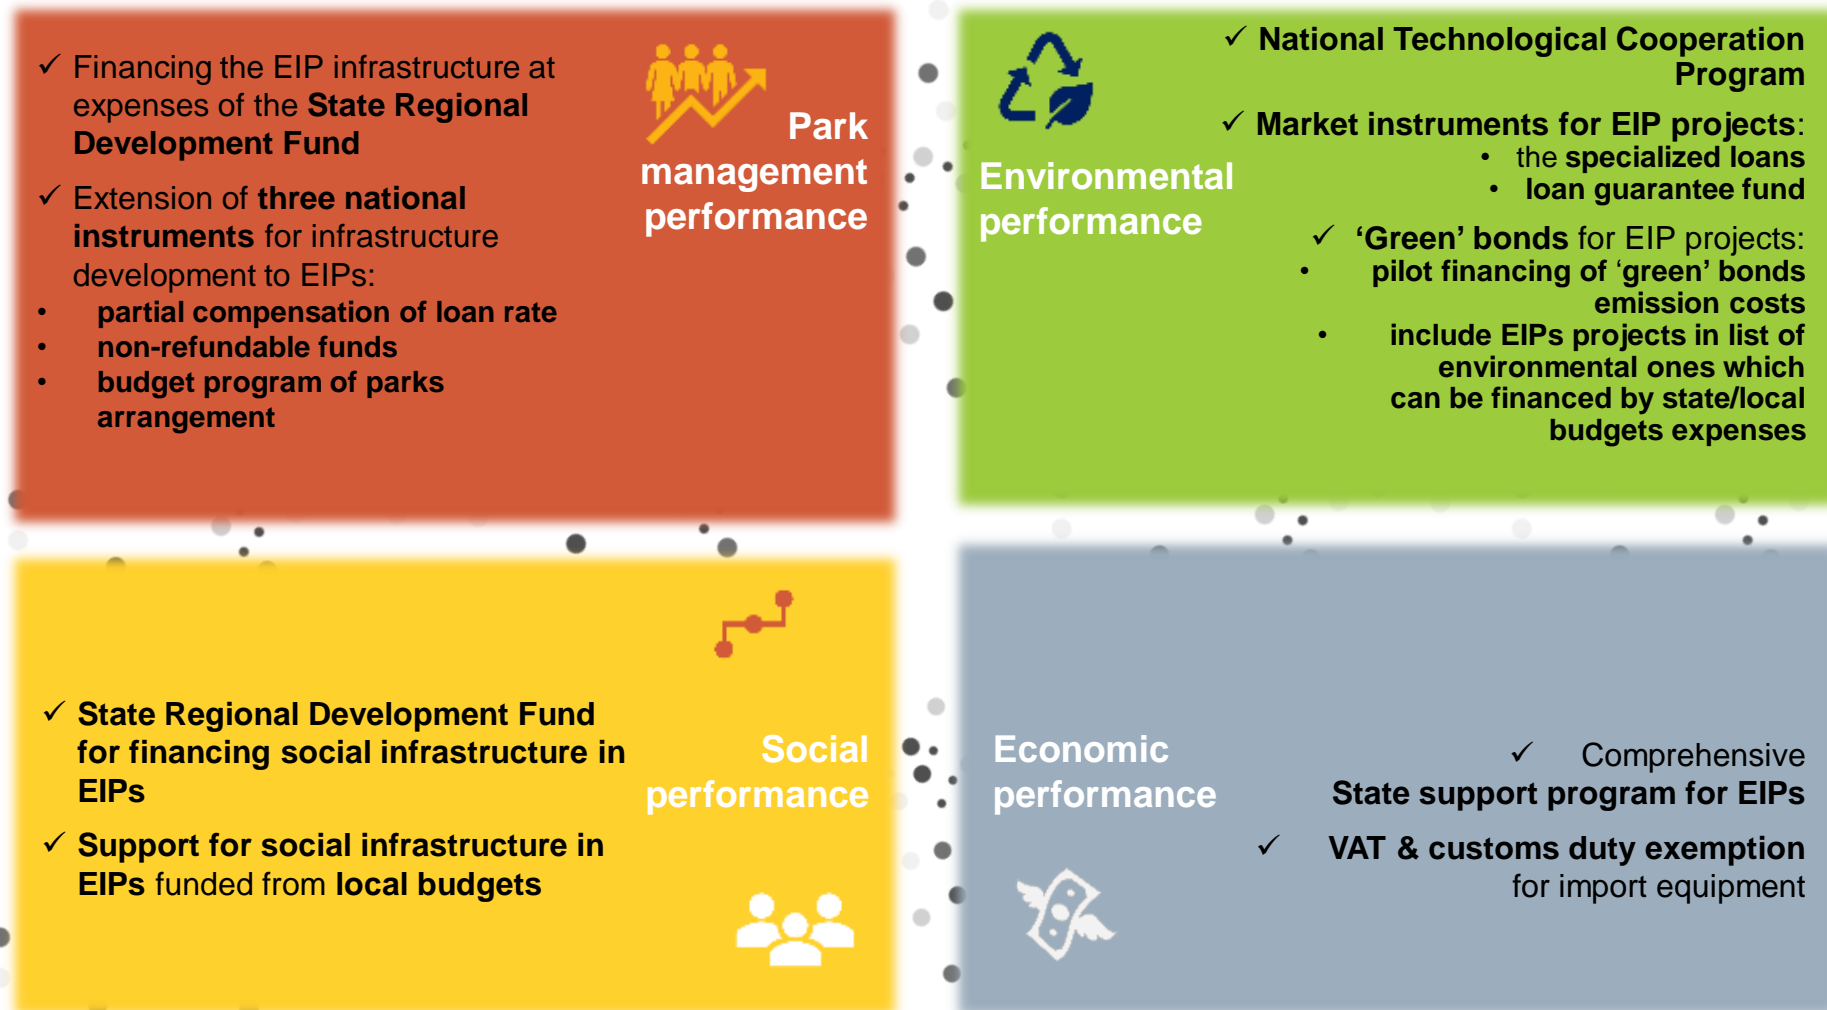 ✓ Financing the EIP infrastructure at
expenses of the State Regional
Development Fund
✓ Extension of three national
instruments for infrastructure
development to EIPs:
• partial compensation of loan rate
• non-refundable funds
• budget program of parks
arrangement
Park
management
performance
Environmental
performance
✓ National Technological Cooperation
Program
✓ Market instruments for EIP projects:
• the specialized loans
• loan guarantee fund
✓ ‘Green’ bonds for EIP projects:
• pilot financing of ‘green’ bonds
emission costs
• include EIPs projects in list of
environmental ones which
can be financed by state/local
budgets expenses
✓ State Regional Development Fund
for financing social infrastructure in
EIPs
✓ Support for social infrastructure in
EIPs funded from local budgets
Social
performance
Economic
performance
✓ Comprehensive
State support program for EIPs
✓ VAT & customs duty exemption
for import equipment